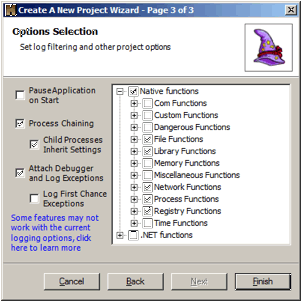 Create A New Project Wizard - Page 3 of 3
Options Selection
Set log filtering and other project options
Pause Application
on Start
Process Chaining
Child Processes
Inherit Settings
Attach Debugger
and Log Exceptions
Log First Chance
Exceptions
Some features may not
work with the current
logging options, click
here to learn more
Native functions
Com Functions
Custom Functions
Dangerous Functions
File Functions
Library Functions
Memory Functions
Miscellaneous Functions
Network Functions
Process Functions
Registry Functions
Time Functions
.NET functions
Cancel
Back
Next
Finish